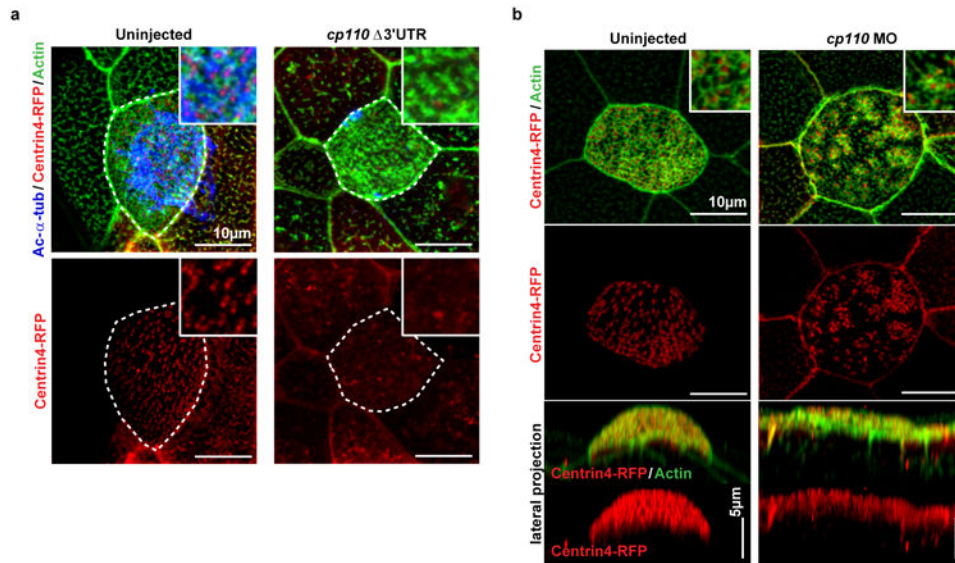 a
Uninjected
cp110 Δ3'UTR
Ac-α-tub/Centrin4-RFP/Actin
10μm
Centrin4-RFP
b
Uninjected
cp110 MO
Centrin4-RFP/Actin
10μm
Centrin4-RFP
lateral projection
Centrin4-RFP/Actin
Centrin4-RFP
5μm